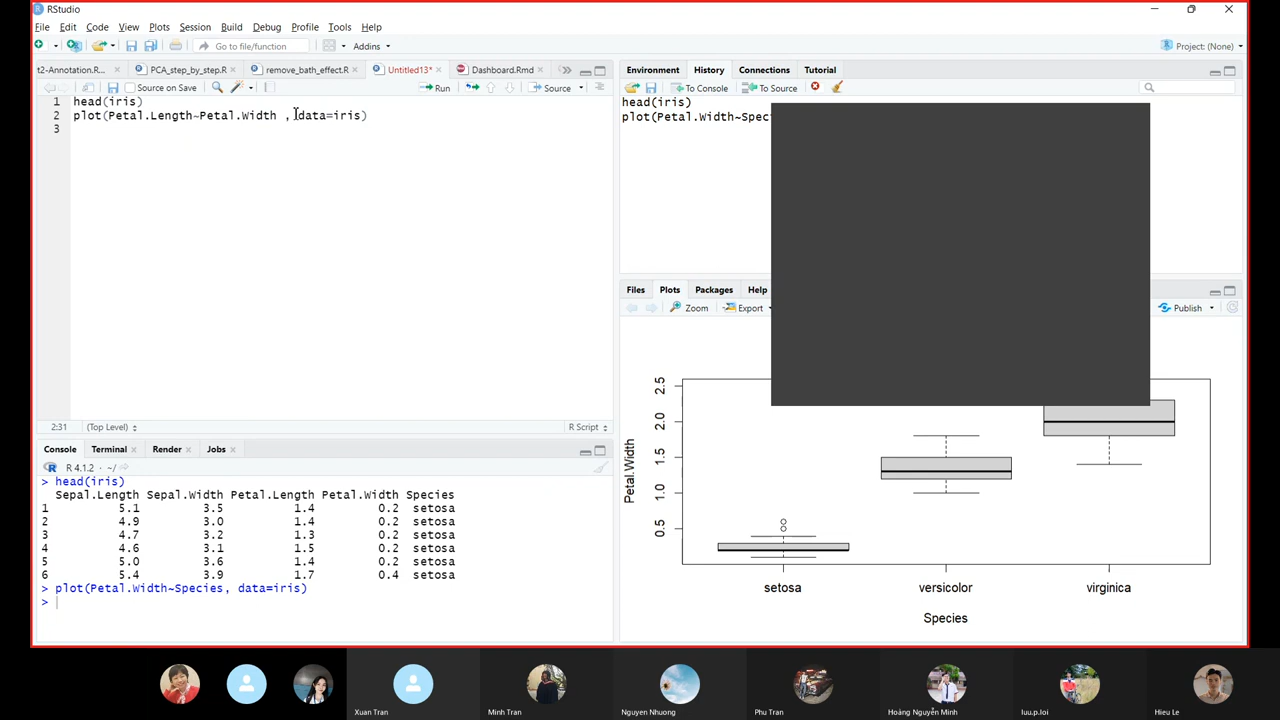 RStudio
File Edit Code View Plots Session Build Debug Profile Tools Help
Go to file/function Addins Project: (None)
t2-Annotation.R... PCA_step_by_step.R remove_bath_effect.R Untitled13* Dashboard.Rmd
Source on Save Run Source
1 head(iris)
2 plot(Petal.Length~Petal.Width , data=iris)
3
2:31 (Top Level) R Script
Console Terminal Render Jobs
R 4.1.2 · ~/
> head(iris)
Sepal.Length Sepal.Width Petal.Length Petal.Width Species
1 5.1 3.5 1.4 0.2 setosa
2 4.9 3.0 1.4 0.2 setosa
3 4.7 3.2 1.3 0.2 setosa
4 4.6 3.1 1.5 0.2 setosa
5 5.0 3.6 1.4 0.2 setosa
6 5.4 3.9 1.7 0.4 setosa
> plot(Petal.Width~Species, data=iris)
>
Environment History Connections Tutorial
To Console To Source
head(iris)
plot(Petal.Width~Speci
Files Plots Packages Help
Zoom Export Publish
Petal.Width
2.5
2.0
1.5
1.0
0.5
setosa versicolor virginica
Species
Xuan Tran Minh Tran Nguyen Nhuong Phu Tran Hoàng Nguyễn Minh luu.p.loi Hieu Le